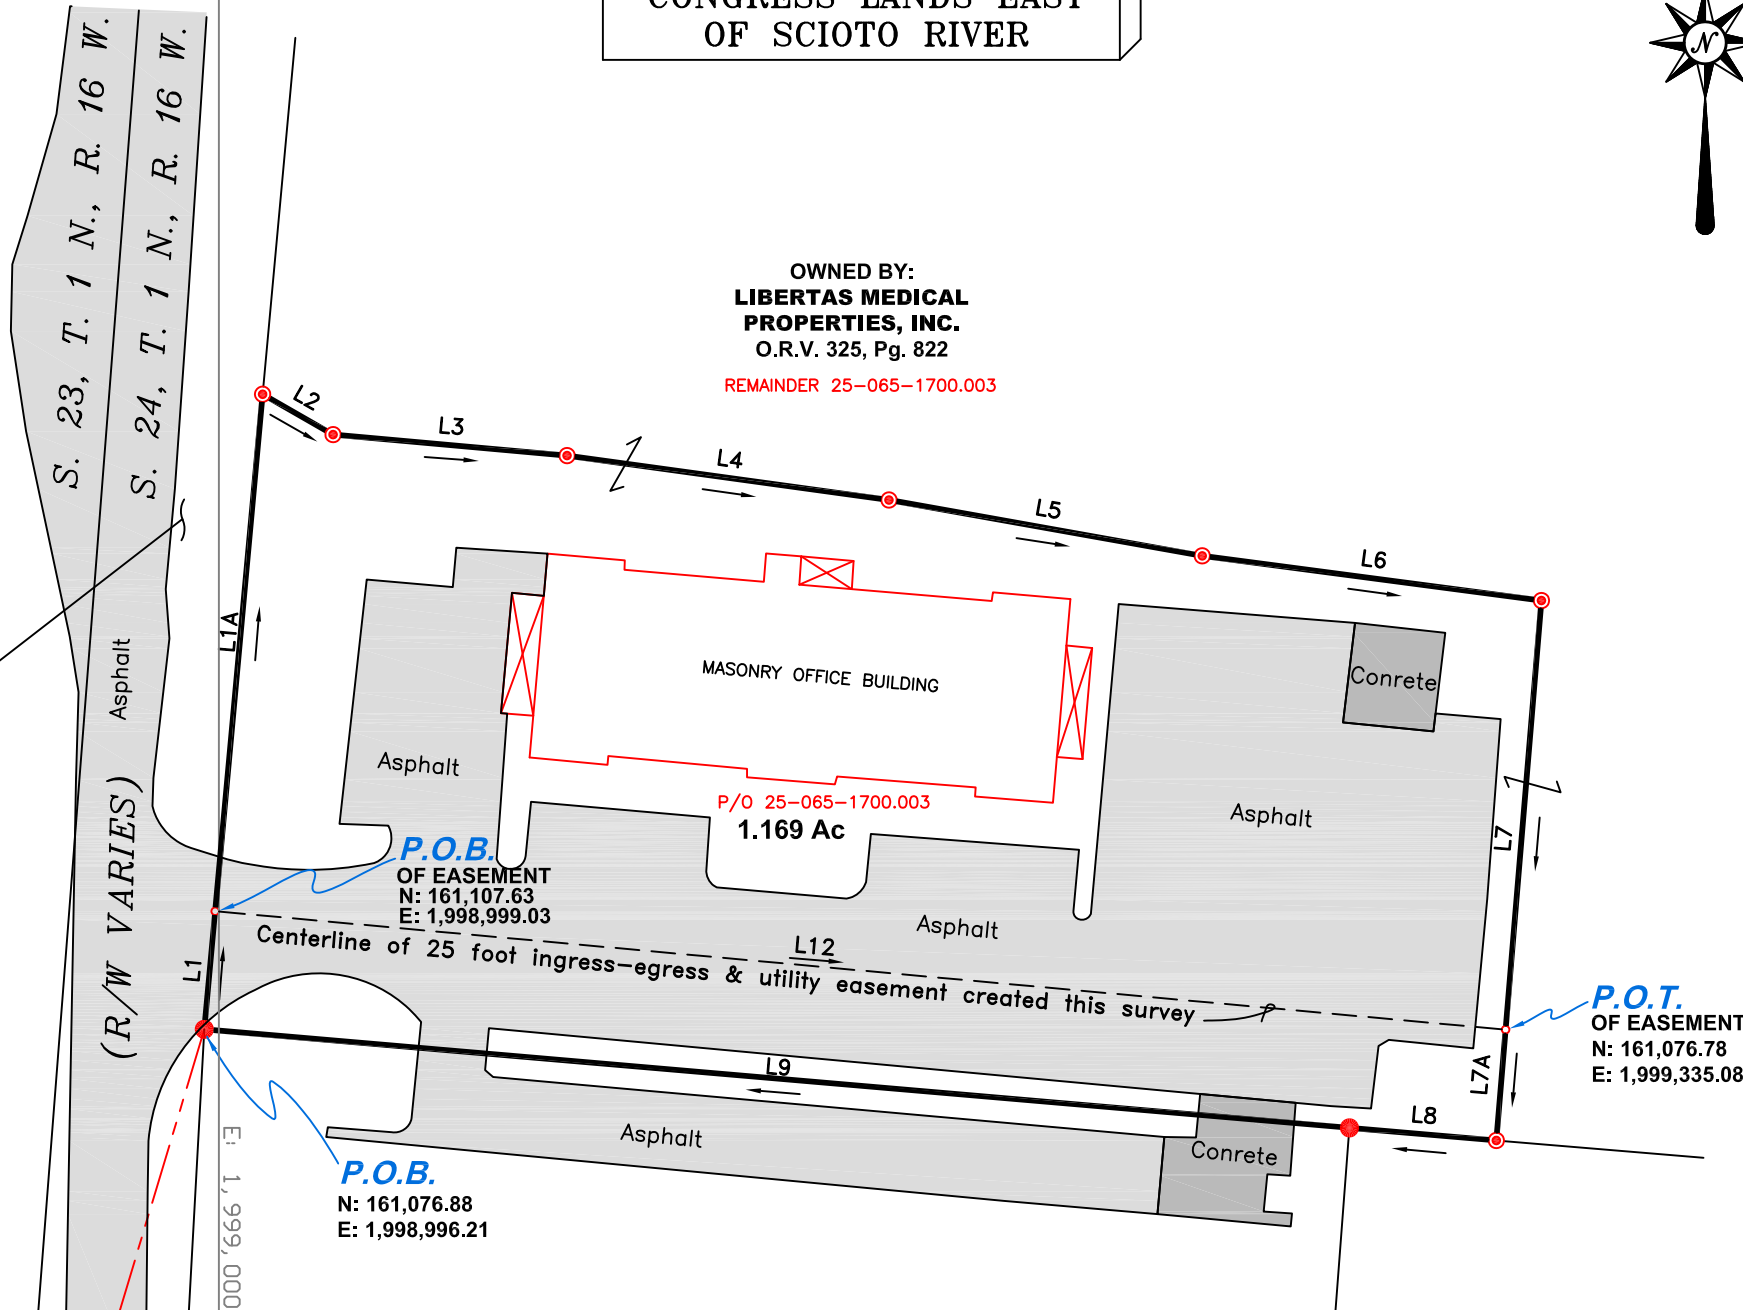 CONGRESS LANDS EAST
OF SCIOTO RIVER
N
S. 23, T. 1 N., R. 16 W.
S. 24, T. 1 N., R. 16 W.
OWNED BY:
LIBERTAS MEDICAL
PROPERTIES, INC.
O.R.V. 325, Pg. 822
REMAINDER 25-065-1700.003
L2
L3
L4
L5
L6
L1A
Asphalt
MASONRY OFFICE BUILDING
Conrete
Asphalt
P/O 25-065-1700.003
1.169 Ac
Asphalt
L7
(R/W VARIES)
P.O.B.
OF EASEMENT
N: 161,107.63
E: 1,998,999.03
Asphalt
L12
Centerline of 25 foot ingress-egress & utility easement created this survey
L1
P.O.T.
OF EASEMENT
N: 161,076.78
E: 1,999,335.08
L9
L7A
L8
Asphalt
Conrete
P.O.B.
N: 161,076.88
E: 1,998,996.21
E: 1,999,000